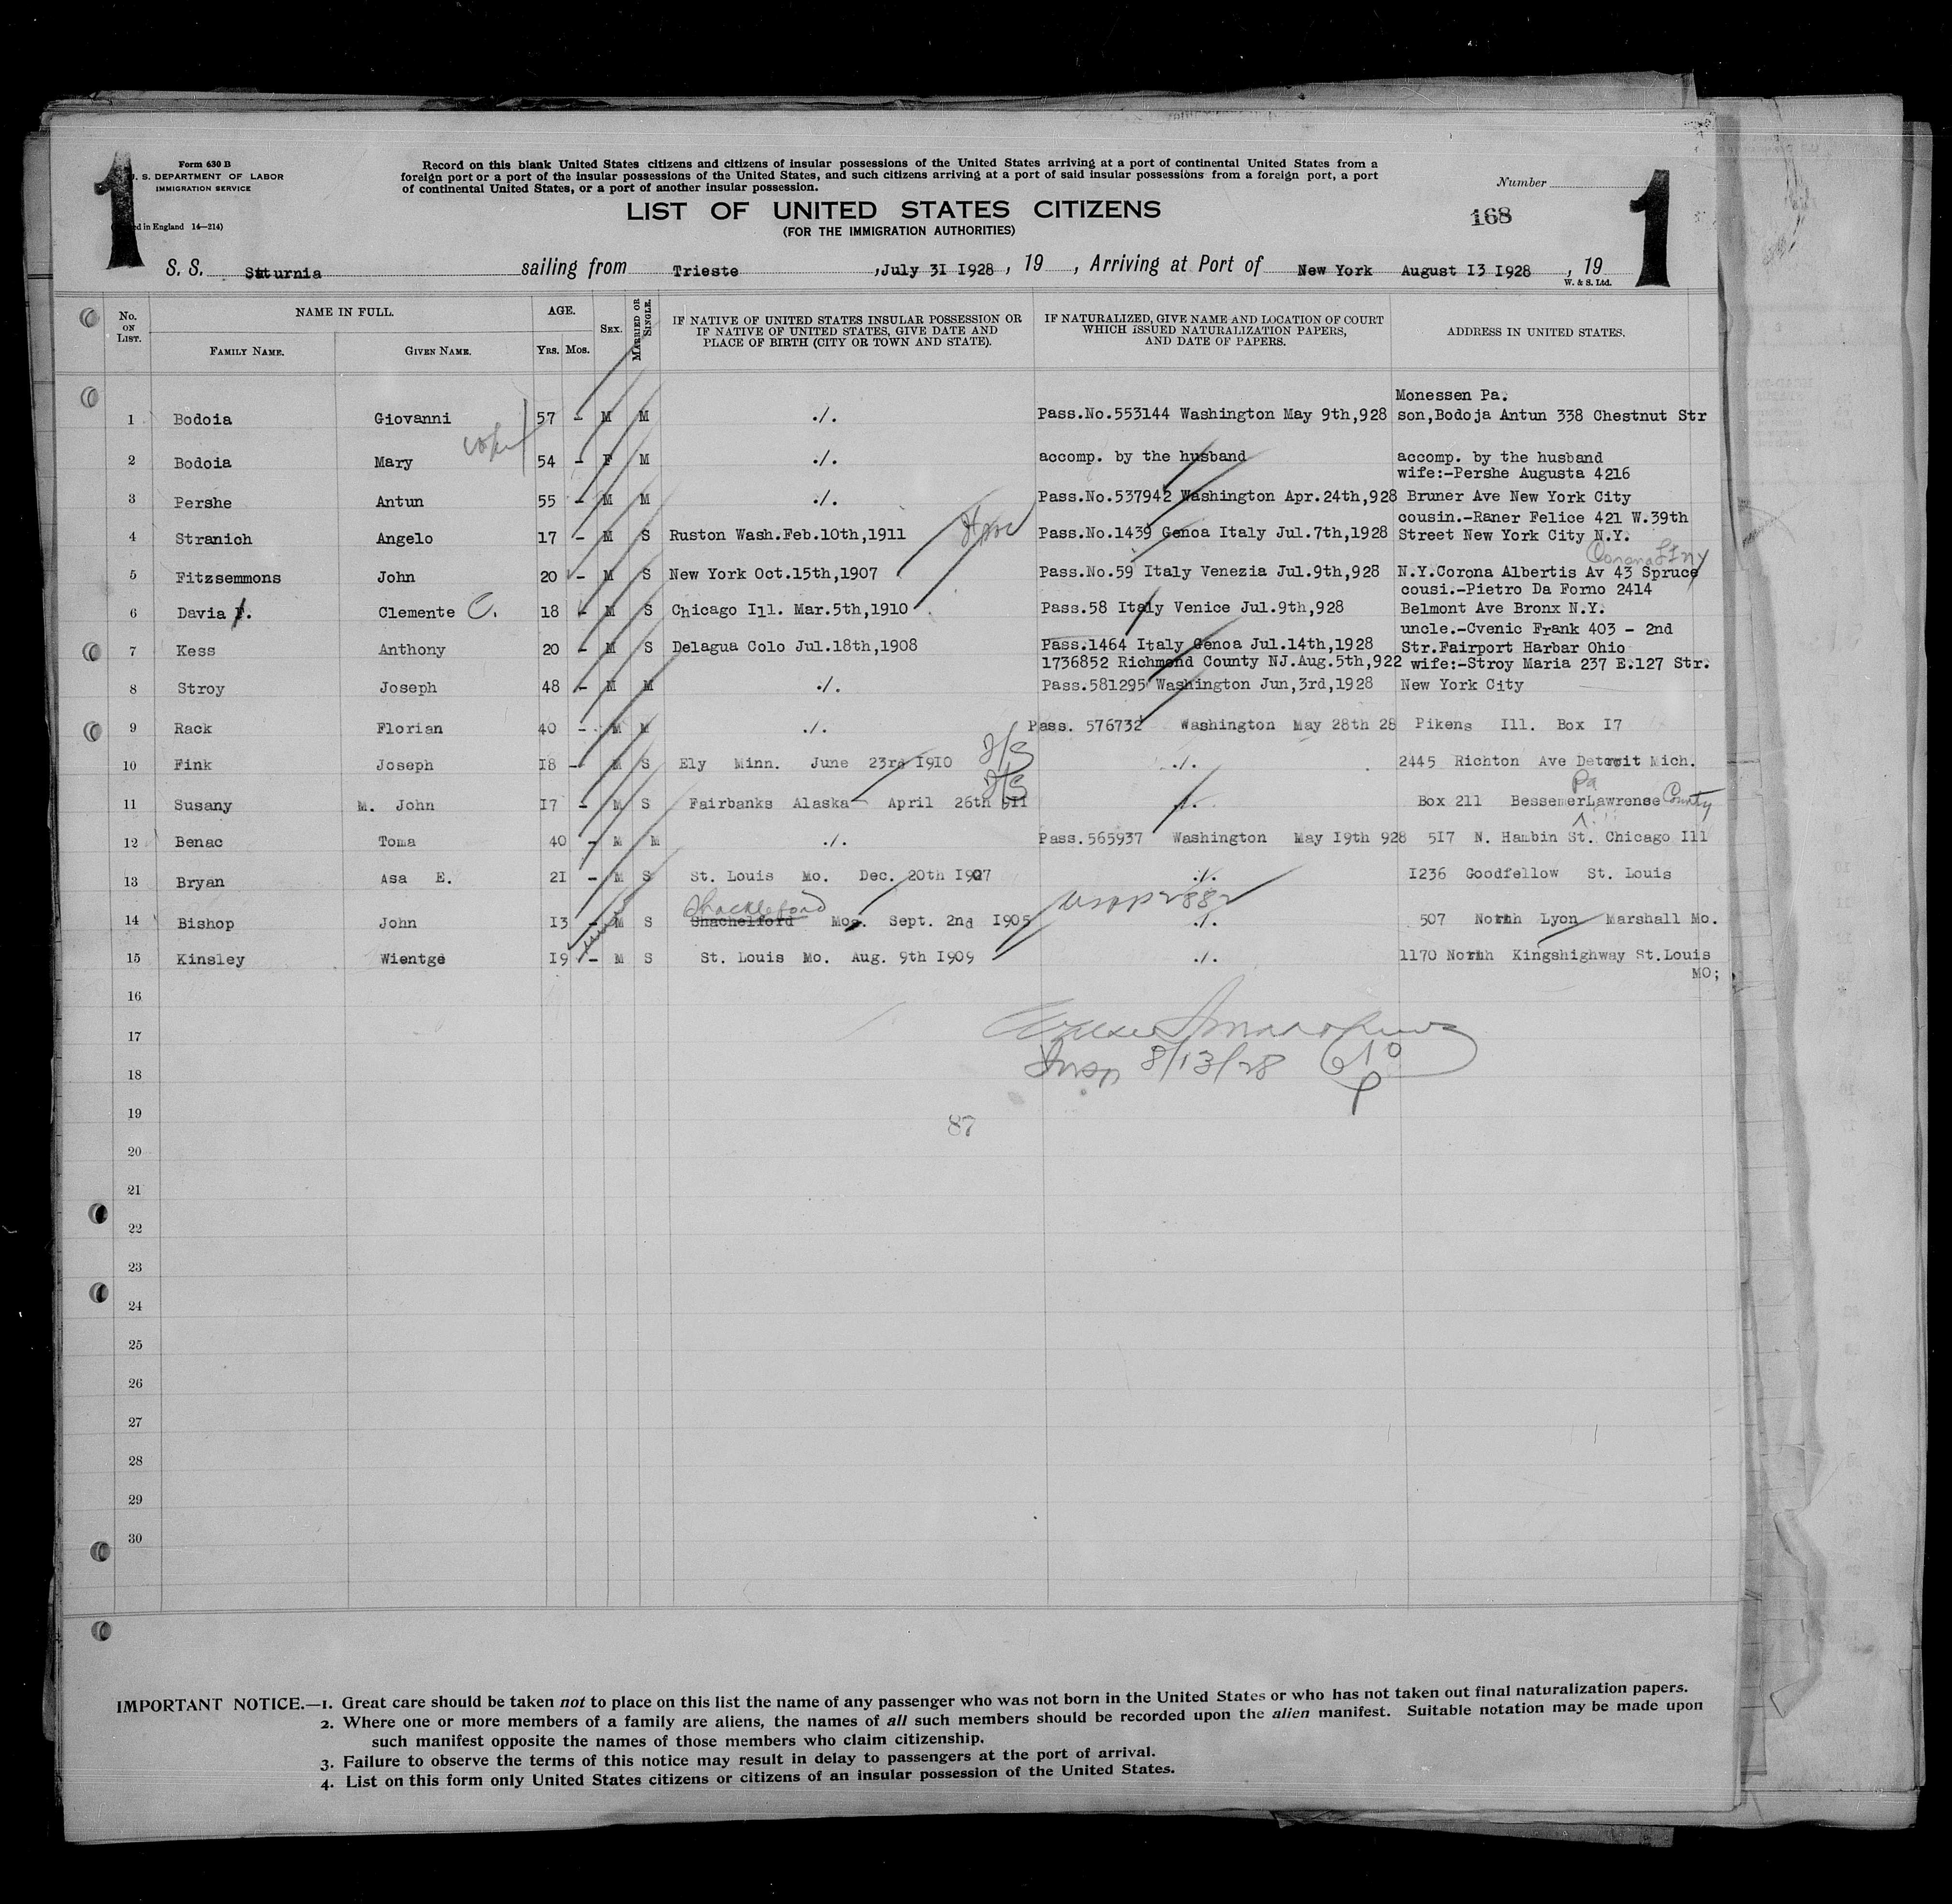 Form 630 B
U. S. DEPARTMENT OF LABOR
IMMIGRATION SERVICE
Record on this blank United States citizens and citizens of insular possessions of the United States arriving at a port of continental United States from a
foreign port or a port of the insular possessions of the United States, and such citizens arriving at a port of said insular possessions from a foreign port, a port
of continental United States, or a port of another insular possession.
1
1
Number
168
in England 14—214)
LIST OF UNITED STATES CITIZENS
(FOR THE IMMIGRATION AUTHORITIES)
S. S. Saturnia sailing from Trieste ,July 3I I928 , 19 , Arriving at Port of New York August I3 I928 , 19
W. & S. Ltd.
No. ON LIST. NAME IN FULL. FAMILY NAME. GIVEN NAME. AGE. YRS. MOS. SEX. MARRIED OR SINGLE. IF NATIVE OF UNITED STATES INSULAR POSSESSION OR IF NATIVE OF UNITED STATES, GIVE DATE AND PLACE OF BIRTH (CITY OR TOWN AND STATE). IF NATURALIZED, GIVE NAME AND LOCATION OF COURT WHICH ISSUED NATURALIZATION PAPERS, AND DATE OF PAPERS. ADDRESS IN UNITED STATES.
Monessen Pa.
1 Bodoia Giovanni 57 - M M ./. Pass.No.553144 Washington May 9th,928 son,Bodoja Antun 338 Chestnut Str
2 Bodoia Mary 54 - F M ./. accomp. by the husband accomp. by the husband
wife:-Pershe Augusta 4216
3 Pershe Antun 55 - M M ./. Pass.No.537942 Washington Apr.24th,928 Bruner Ave New York City
cousin.-Raner Felice 421 W.39th
4 Stranich Angelo 17 - M S Ruston Wash.Feb.10th,1911 Pass.No.1439 Genoa Italy Jul.7th,1928 Street New York City N.Y.
Corona L I NY
5 Fitzsemmons John 20 - M S New York Oct.15th,1907 Pass.No.59 Italy Venezia Jul.9th,928 N.Y.Corona Albertis Av 43 Spruce
cousi.-Pietro Da Forno 2414
6 Davia F. Clemente C. 18 - M S Chicago Ill. Mar.5th,1910 Pass.58 Italy Venice Jul.9th,928 Belmont Ave Bronx N.Y.
uncle.-Cvenic Frank 403 - 2nd
7 Kess Anthony 20 - M S Delagua Colo Jul.18th,1908 Pass.1464 Italy Genoa Jul.14th,1928 Str.Fairport Harbar Ohio
1736852 Richmond County NJ.Aug.5th,922 wife:-Stroy Maria 237 E.127 Str.
8 Stroy Joseph 48 - M M ./. Pass.581295 Washington Jun,3rd,1928 New York City
9 Rack Florian 40 - M M ./. Pass. 576732 Washington May 28th 28 Pikens Ill. Box I7
10 Fink Joseph I8 - M S Ely Minn. June 23rd I9I0 ./. 2445 Richton Ave Detroit Mich.
Pa
11 Susany M. John I7 - M S Fairbanks Alaska April 26th 9II ./. Box 211 Bessemer Lawrense County
12 Benac Toma 40 - M M ./. Pass.565937 Washington May I9th 928 5I7 N. Hambin St. Chicago Ill
13 Bryan Asa E. 2I - M S St. Louis Mo. Dec. 20th I907 ./. I236 Goodfellow St. Louis
Shackleford
14 Bishop John I3 - M S Shachelford Mo. Sept. 2nd I905 ./. 507 North Lyon Marshall Mo.
15 Kinsley Wientge I9 - M S St. Louis Mo. Aug. 9th I909 ./. 1170 North Kingshighway St.Louis
MO;
16
17
Insp 8/13/28
18
19
87
20
21
22
23
24
25
26
27
28
29
30
IMPORTANT NOTICE.—1. Great care should be taken not to place on this list the name of any passenger who was not born in the United States or who has not taken out final naturalization papers.
2. Where one or more members of a family are aliens, the names of all such members should be recorded upon the alien manifest. Suitable notation may be made upon
such manifest opposite the names of those members who claim citizenship.
3. Failure to observe the terms of this notice may result in delay to passengers at the port of arrival.
4. List on this form only United States citizens or citizens of an insular possession of the United States.